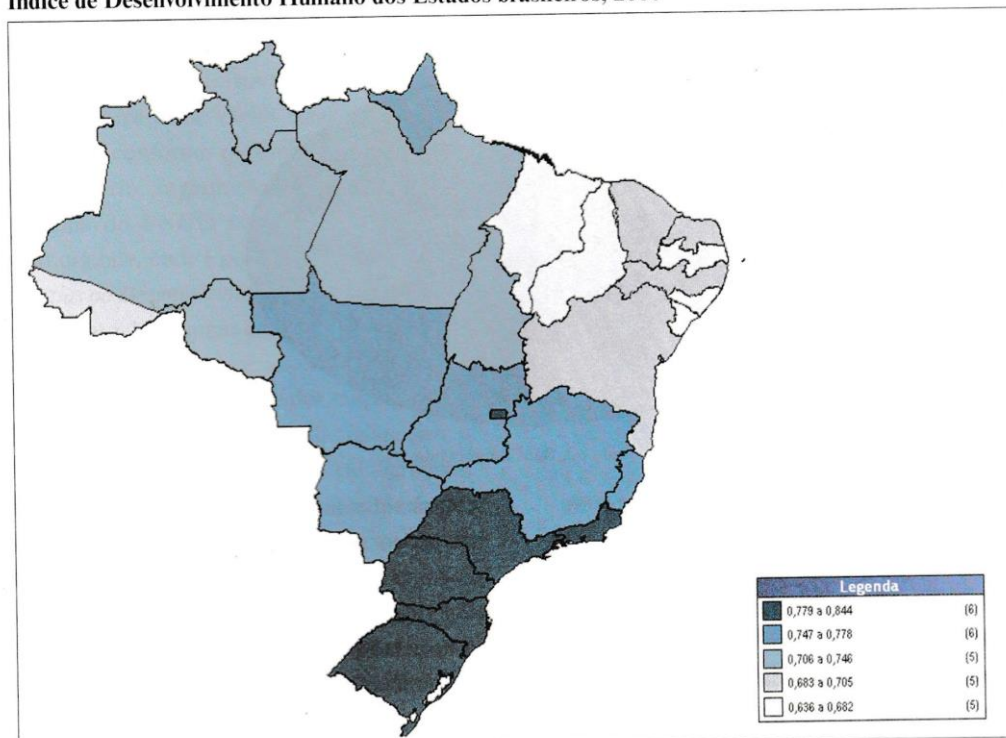 Índice de Desenvolvimento Humano dos Estados brasileiros,
Legenda
0,779 a 0,844 (6)
0,747 a 0,778 (6)
0,706 a 0,746 (5)
0,683 a 0,705 (5)
0,636 a 0,682 (5)